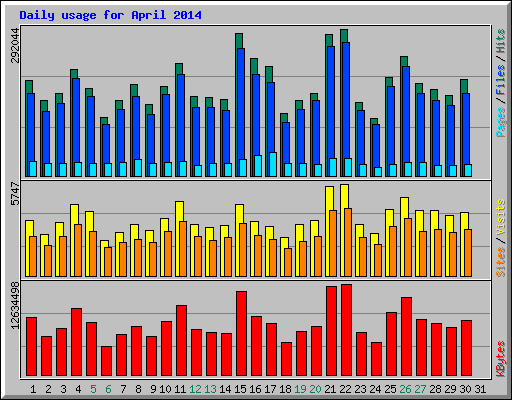 Daily usage for April 2014
292044
Pages / Files / Hits
5747
Sites / Visits
12634498
KBytes
1 2 3 4 5 6 7 8 9 10 11 12 13 14 15 16 17 18 19 20 21 22 23 24 25 26 27 28 29 30 31